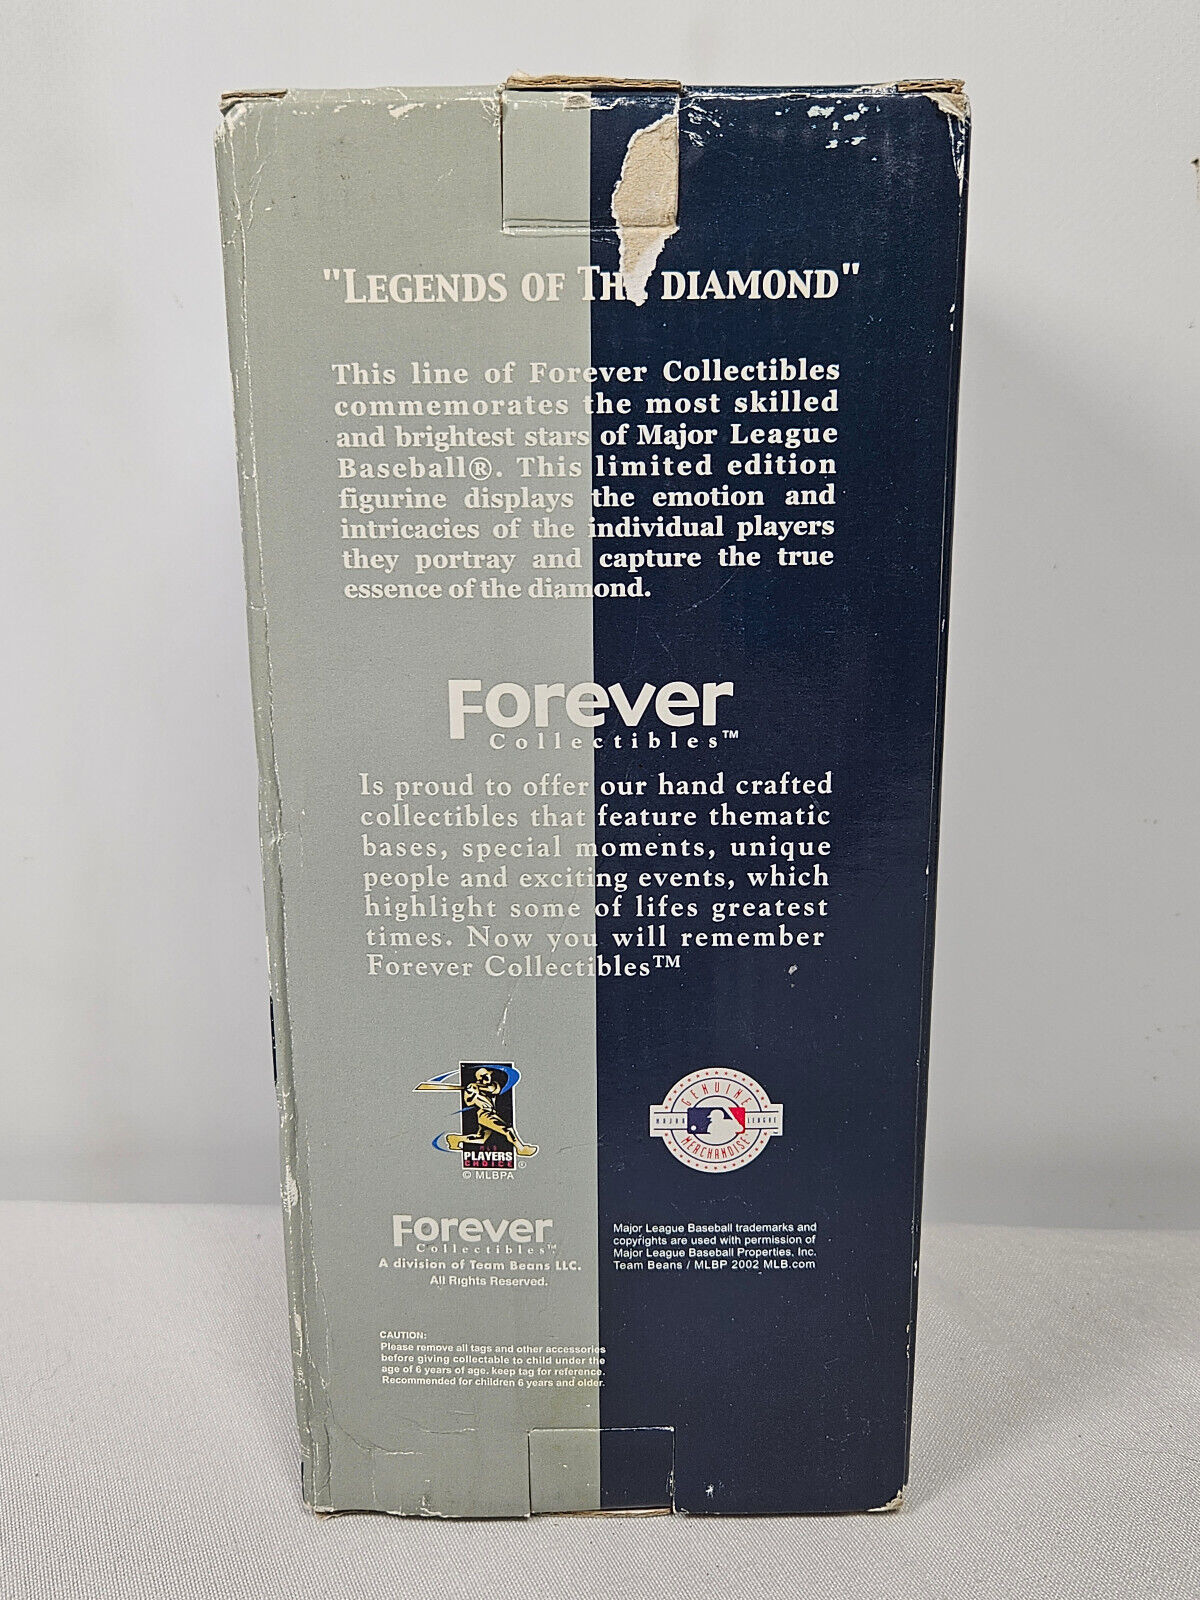 "LEGENDS OF THE DIAMOND"
This line of Forever Collectibles
commemorates the most skilled
and brightest stars of Major League
Baseball®. This limited edition
figurine displays the emotion and
intricacies of the individual players
they portray and capture the true
essence of the diamond.
Forever
Collectibles™
Is proud to offer our hand crafted
collectibles that feature thematic
bases, special moments, unique
people and exciting events, which
highlight some of lifes greatest
times. Now you will remember
Forever Collectibles™
MLB
PLAYERS
CHOICE ®
© MLBPA
GENUINE
MAJOR LEAGUE
MERCHANDISE
™
Forever
Collectibles™
A division of Team Beans LLC.
All Rights Reserved.
Major League Baseball trademarks and
copyrights are used with permission of
Major League Baseball Properties, Inc.
Team Beans / MLBP 2002 MLB.com
CAUTION:
Please remove all tags and other accessories
before giving collectable to child under the
age of 6 years of age. keep tag for reference.
Recommended for children 6 years and older.